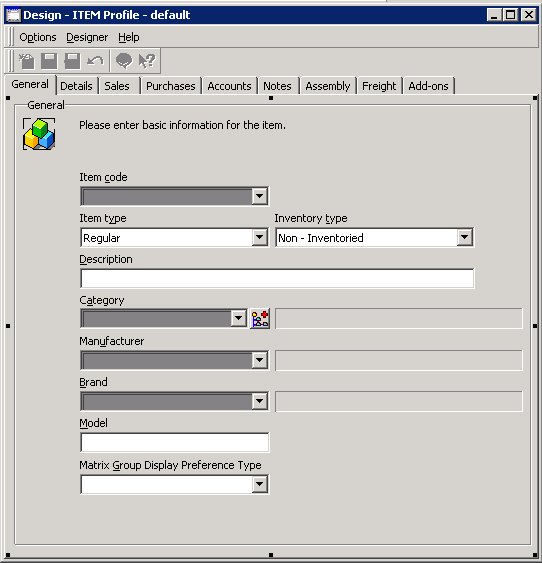 Design - ITEM Profile - default
Options Designer Help
General Details Sales Purchases Accounts Notes Assembly Freight Add-ons
General
Please enter basic information for the item.
Item code
Item type Inventory type
Regular Non - Inventoried
Description
Category
Manufacturer
Brand
Model
Matrix Group Display Preference Type